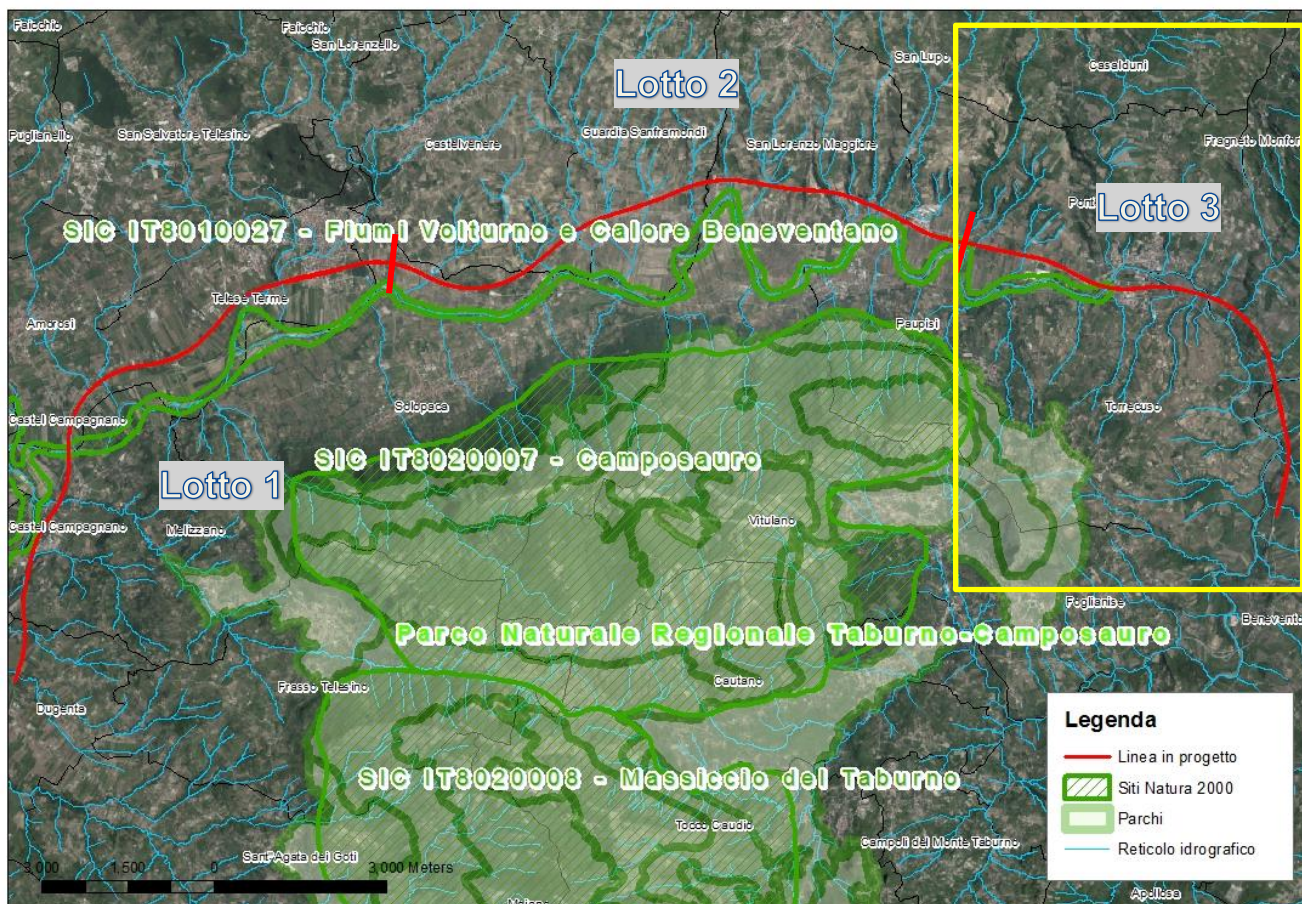 Faicchio
Faicchio
San Lorenzello
Lotto 2
San Lupo
Casalduni
Puglianello
San Salvatore Telesino
Castelvenere
Guardia Sanframondi
San Lorenzo Maggiore
Fragneto Monfor
Lotto 3
SIC IT8010027 - Fiumi Volturno e Calore Beneventano
Telese Terme
Amorosi
Paupisi
Castel Campagnano
Solopaca
Torrecuso
SIC IT8020007 - Camposauro
Lotto 1
Castel Campagnano
Melizzano
Vitulano
Foglianise
Benevento
Parco Naturale Regionale Taburno-Camposauro
Frasso Telesino
Cautano
Dugenta
SIC IT8020008 - Massiccio del Taburno
Tocco Caudio
Campoli del Monte Taburno
Sant'Agata dei Goti
3,000 1,500 0 3,000 Meters
Moiano
Apollosa
Legenda
Linea in progetto
Siti Natura 2000
Parchi
Reticolo idrografico